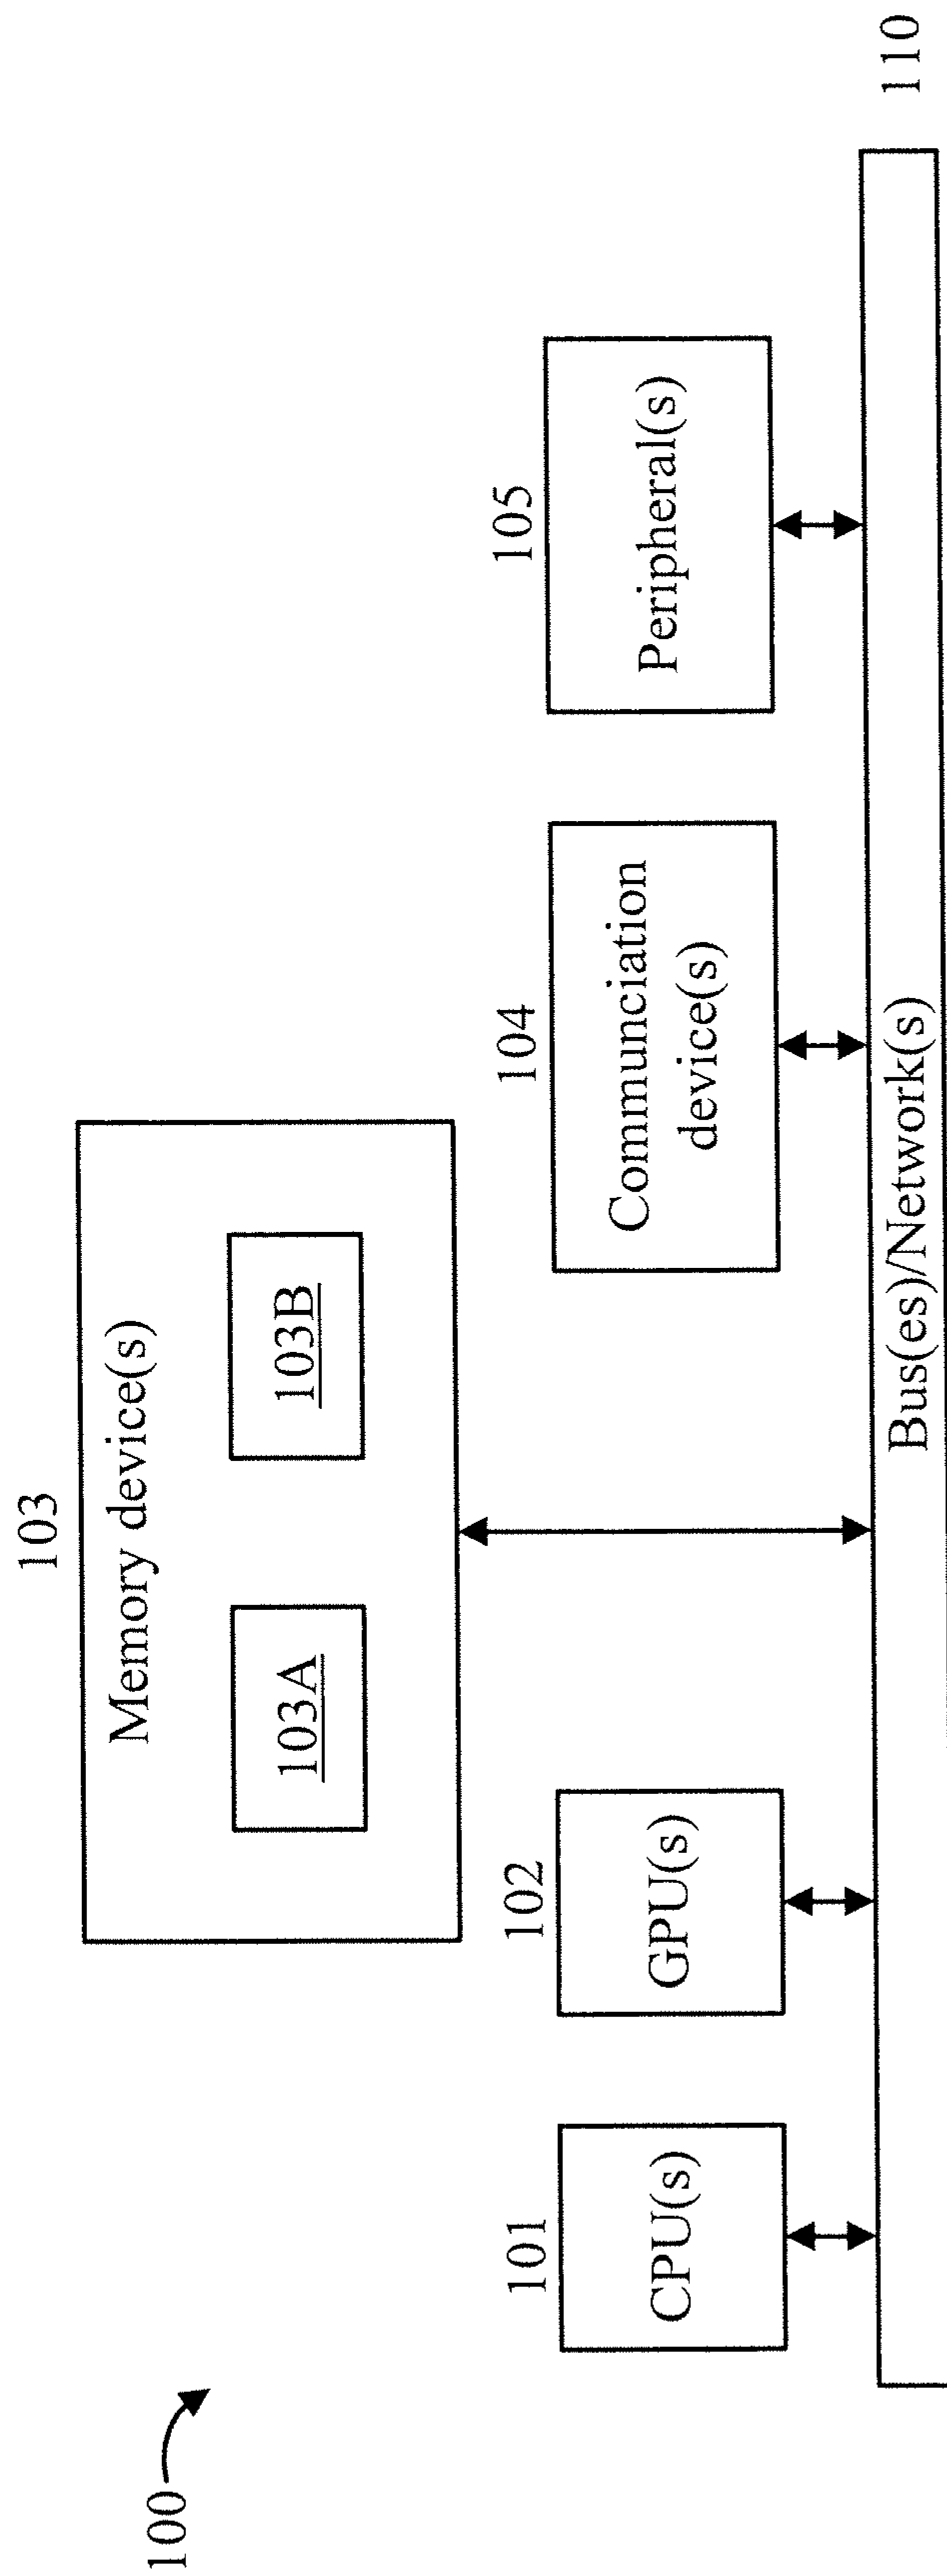 100
103
Memory device(s)
103A
103B
101
CPU(s)
102
GPU(s)
104
Communciation
device(s)
105
Peripheral(s)
Bus(es)/Network(s)
110